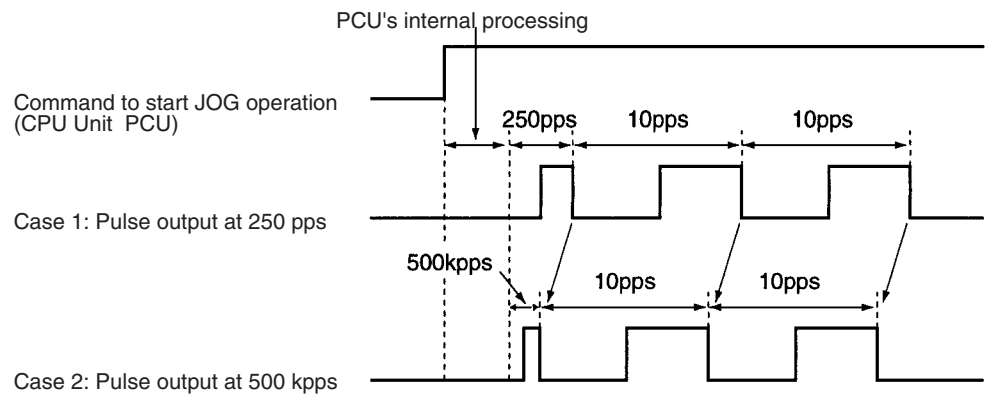 PCU's internal processing
Command to start JOG operation
(CPU Unit  PCU)
250pps 10pps 10pps
Case 1: Pulse output at 250 pps
500kpps 10pps 10pps
Case 2: Pulse output at 500 kpps